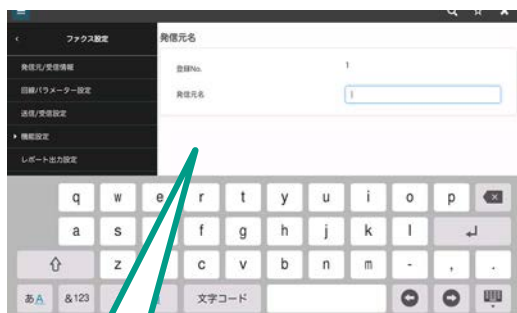 ファクス設定
発信元名
発信元/受信情報
登録No.
1
回線パラメーター設定
発信元名
送信/受信設定
機能設定
レポート出力設定
q w e r t y u i o p
a s f g h j k l
z c v b n m - , .
あA &123 文字コード